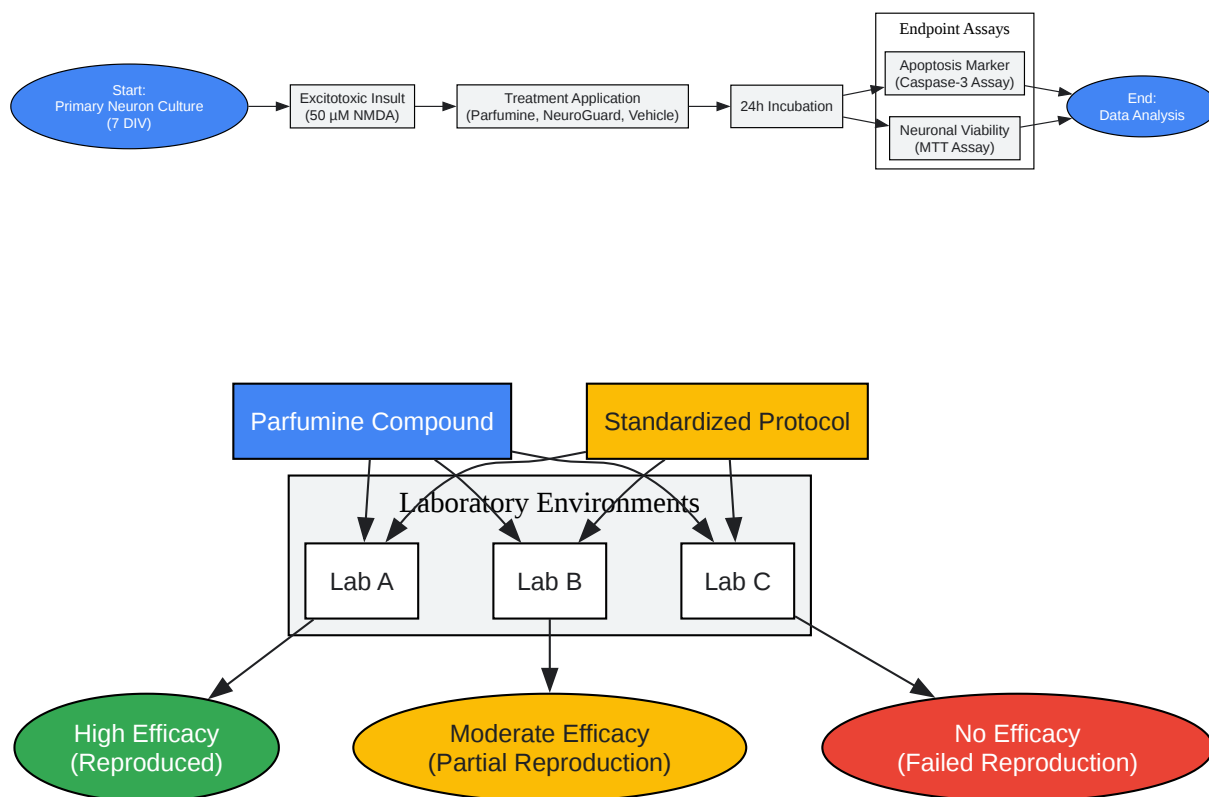 Start:
Primary Neuron Culture
(7 DIV)
Excitotoxic Insult
(50 µM NMDA)
Treatment Application
(Parfumine, NeuroGuard, Vehicle)
24h Incubation
Endpoint Assays
Apoptosis Marker
(Caspase-3 Assay)
Neuronal Viability
(MTT Assay)
End:
Data Analysis
Parfumine Compound
Standardized Protocol
Laboratory Environments
Lab A
Lab B
Lab C
High Efficacy
(Reproduced)
Moderate Efficacy
(Partial Reproduction)
No Efficacy
(Failed Reproduction)